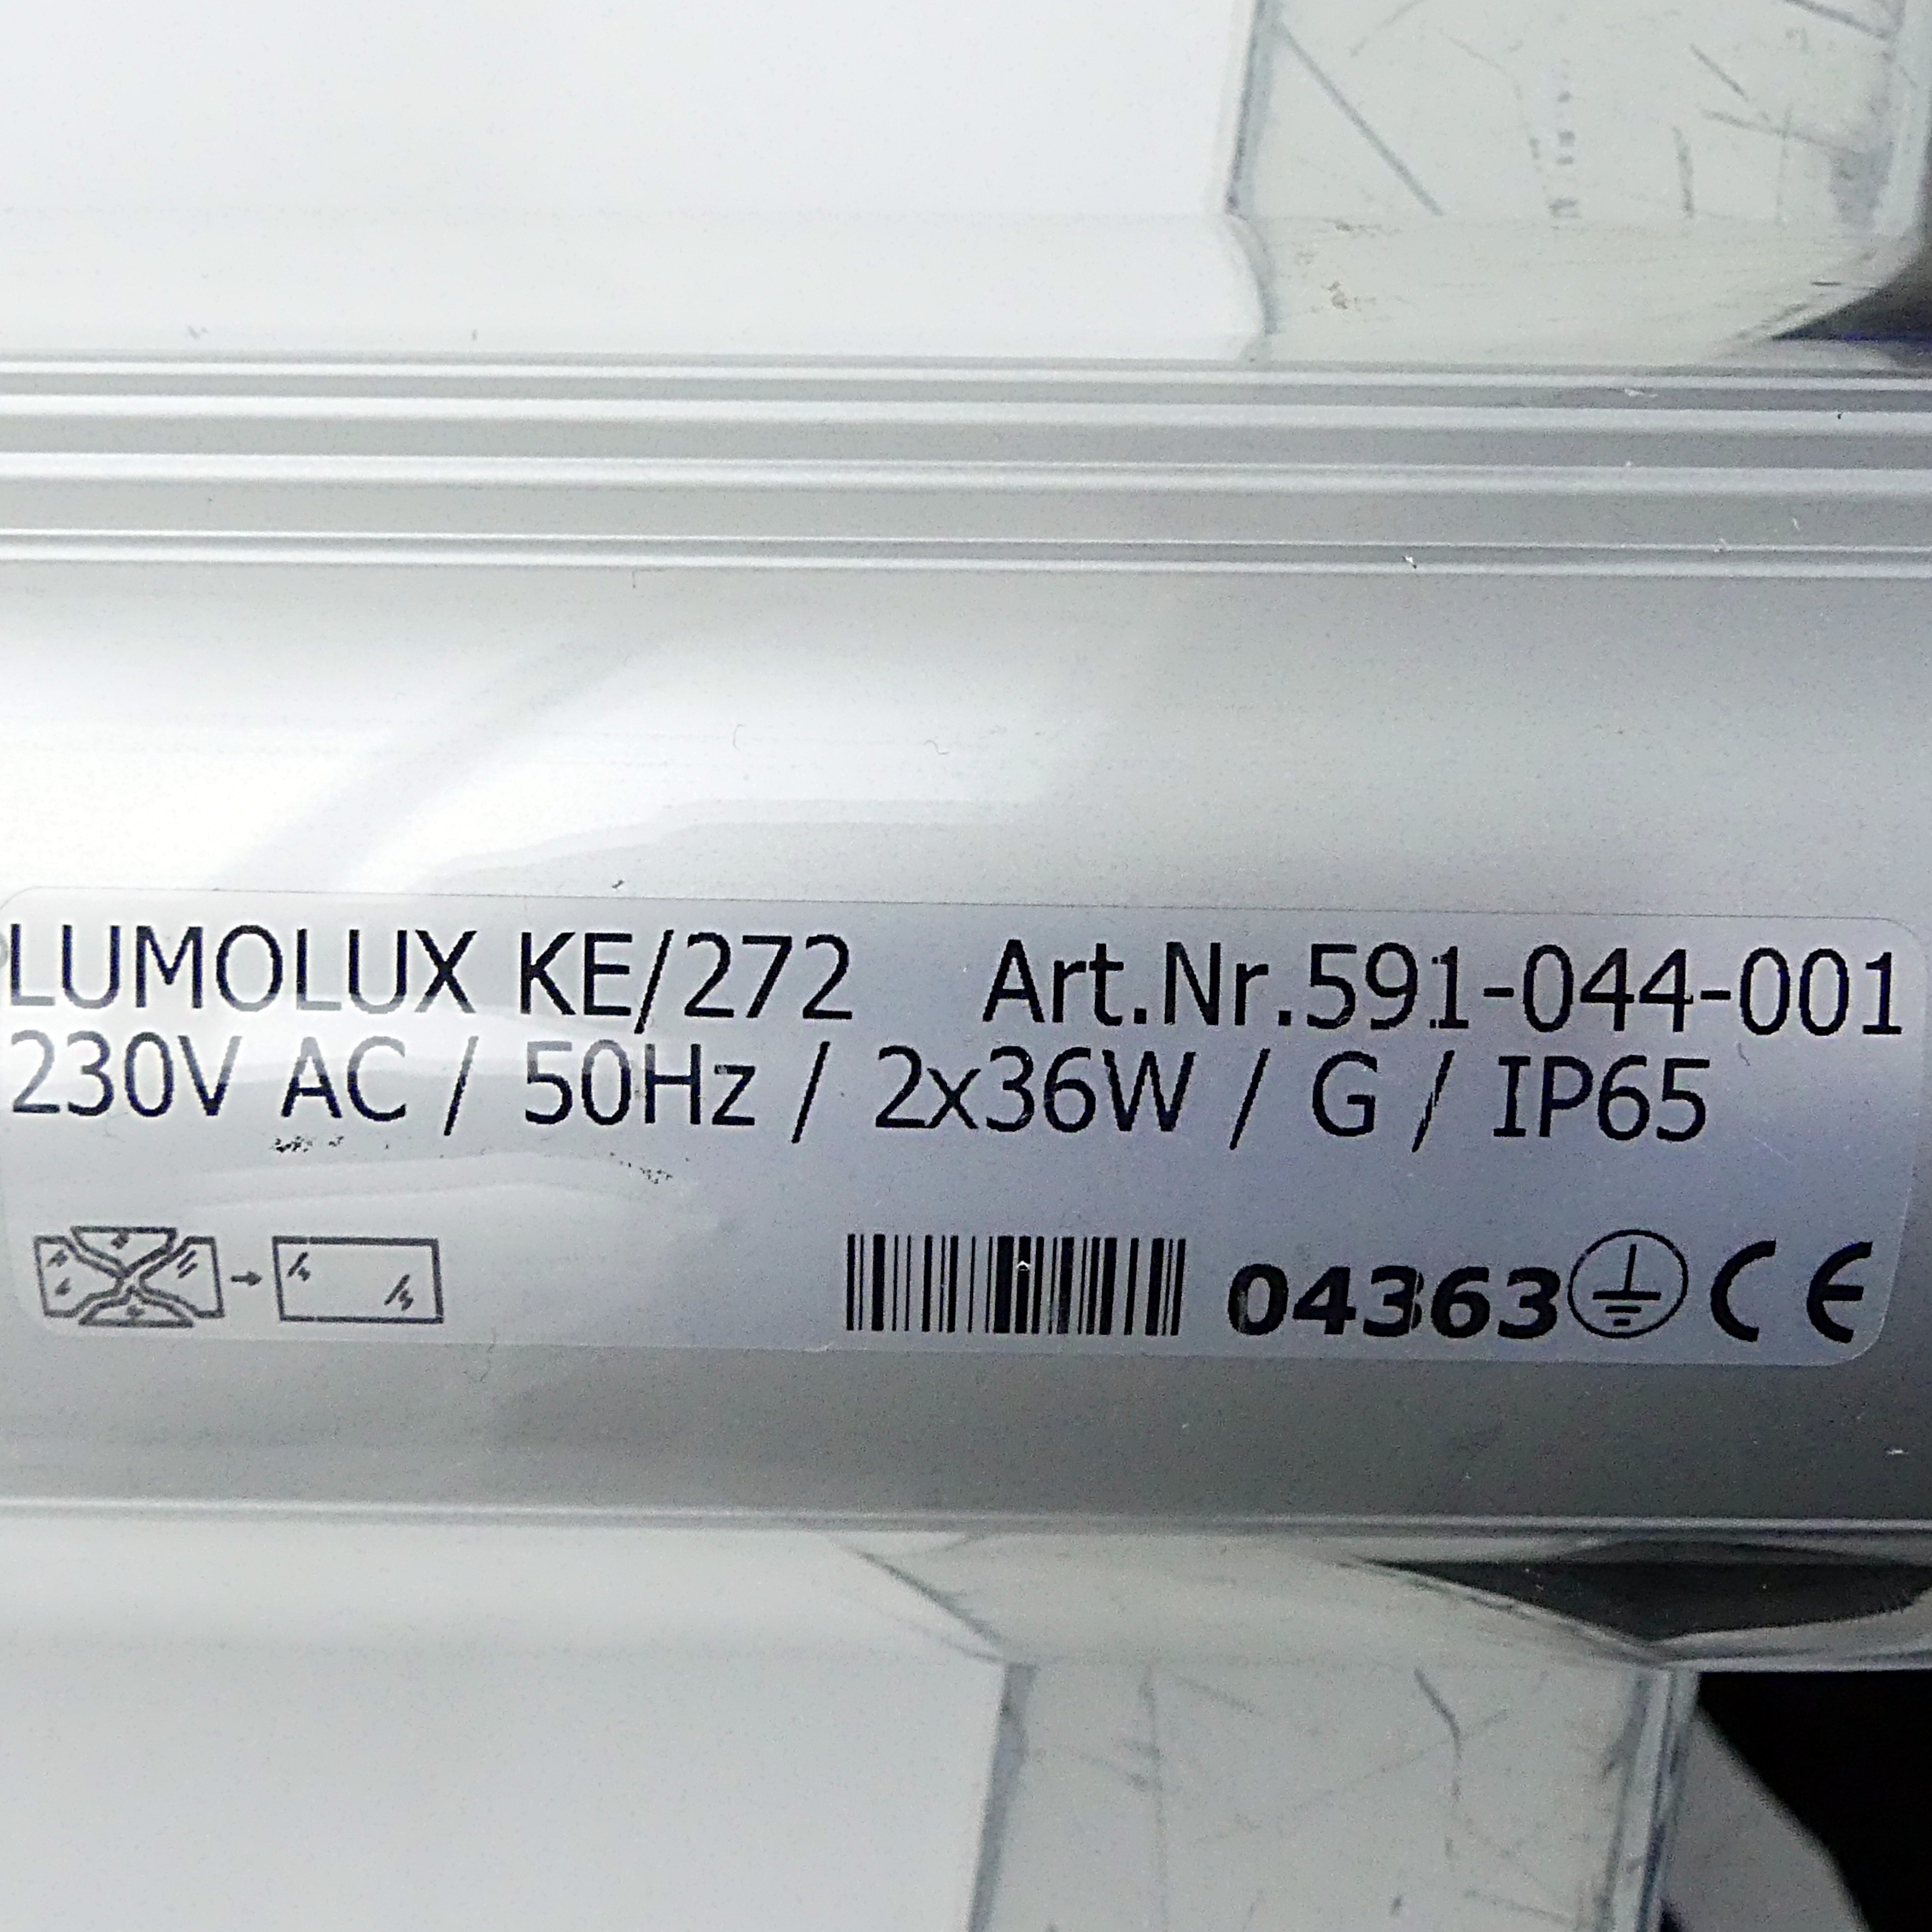 LUMOLUX KE/272 Art.Nr.591-044-001
230V AC / 50Hz / 2x36W / G / IP65
04363 CE